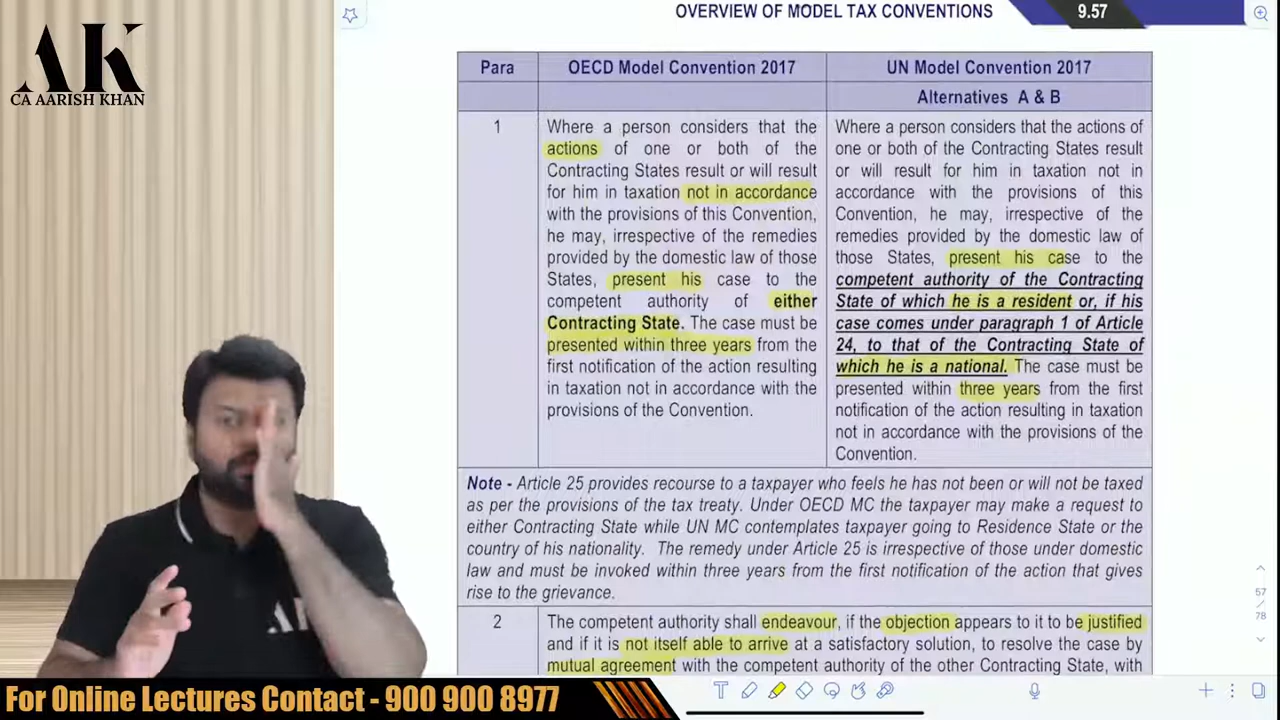 AK
CA AARISH KHAN
OVERVIEW OF MODEL TAX CONVENTIONS
9.57
Para
OECD Model Convention 2017
UN Model Convention 2017
Alternatives A & B
1
Where a person considers that the
actions of one or both of the
Contracting States result or will result
for him in taxation not in accordance
with the provisions of this Convention,
he may, irrespective of the remedies
provided by the domestic law of those
States, present his case to the
competent authority of either
Contracting State. The case must be
presented within three years from the
first notification of the action resulting
in taxation not in accordance with the
provisions of the Convention.
Where a person considers that the actions of
one or both of the Contracting States result
or will result for him in taxation not in
accordance with the provisions of this
Convention, he may, irrespective of the
remedies provided by the domestic law of
those States, present his case to the
competent authority of the Contracting
State of which he is a resident or, if his
case comes under paragraph 1 of Article
24, to that of the Contracting State of
which he is a national. The case must be
presented within three years from the first
notification of the action resulting in taxation
not in accordance with the provisions of the
Convention.
Note - Article 25 provides recourse to a taxpayer who feels he has not been or will not be taxed
as per the provisions of the tax treaty. Under OECD MC the taxpayer may make a request to
either Contracting State while UN MC contemplates taxpayer going to Residence State or the
country of his nationality. The remedy under Article 25 is irrespective of those under domestic
law and must be invoked within three years from the first notification of the action that gives
rise to the grievance.
2
The competent authority shall endeavour, if the objection appears to it to be justified
and if it is not itself able to arrive at a satisfactory solution, to resolve the case by
mutual agreement with the competent authority of the other Contracting State, with
57
/
78
For Online Lectures Contact - 900 900 8977